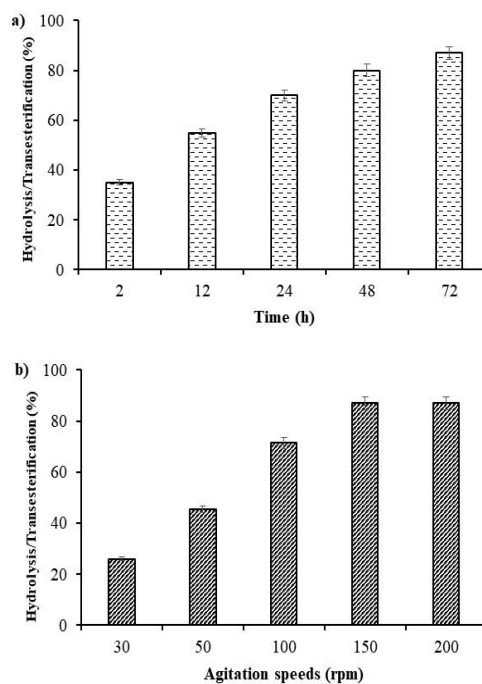 a)
Hydrolysis/Transesterification (%)
100
80
60
40
20
0
2 12 24 48 72
Time (h)
b)
Hydrolysis/Transesterification (%)
100
80
60
40
20
0
30 50 100 150 200
Agitation speeds (rpm)